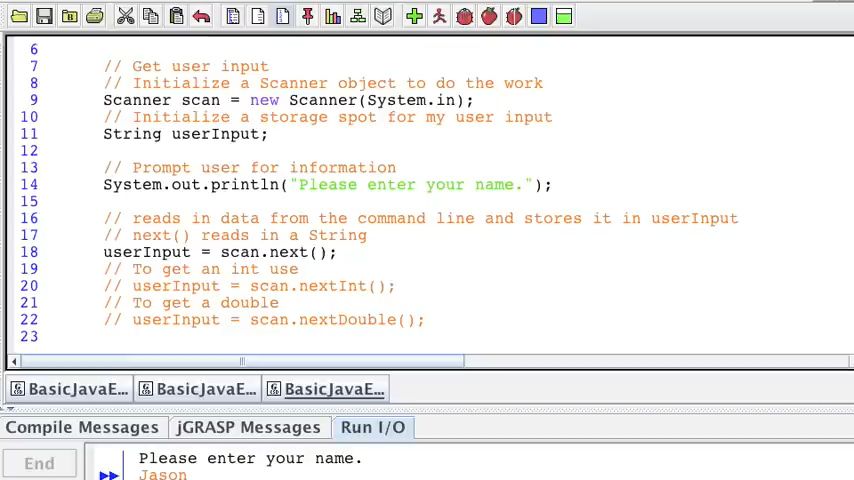 6
7 // Get user input
8 // Initialize a Scanner object to do the work
9 Scanner scan = new Scanner(System.in);
10 // Initialize a storage spot for my user input
11 String userInput;
12
13 // Prompt user for information
14 System.out.println("Please enter your name.");
15
16 // reads in data from the command line and stores it in userInput
17 // next() reads in a String
18 userInput = scan.next();
19 // To get an int use
20 // userInput = scan.nextInt();
21 // To get a double
22 // userInput = scan.nextDouble();
23
BasicJavaE... BasicJavaE... BasicJavaE...
Compile Messages jGRASP Messages Run I/O
End
Please enter your name.
Jason